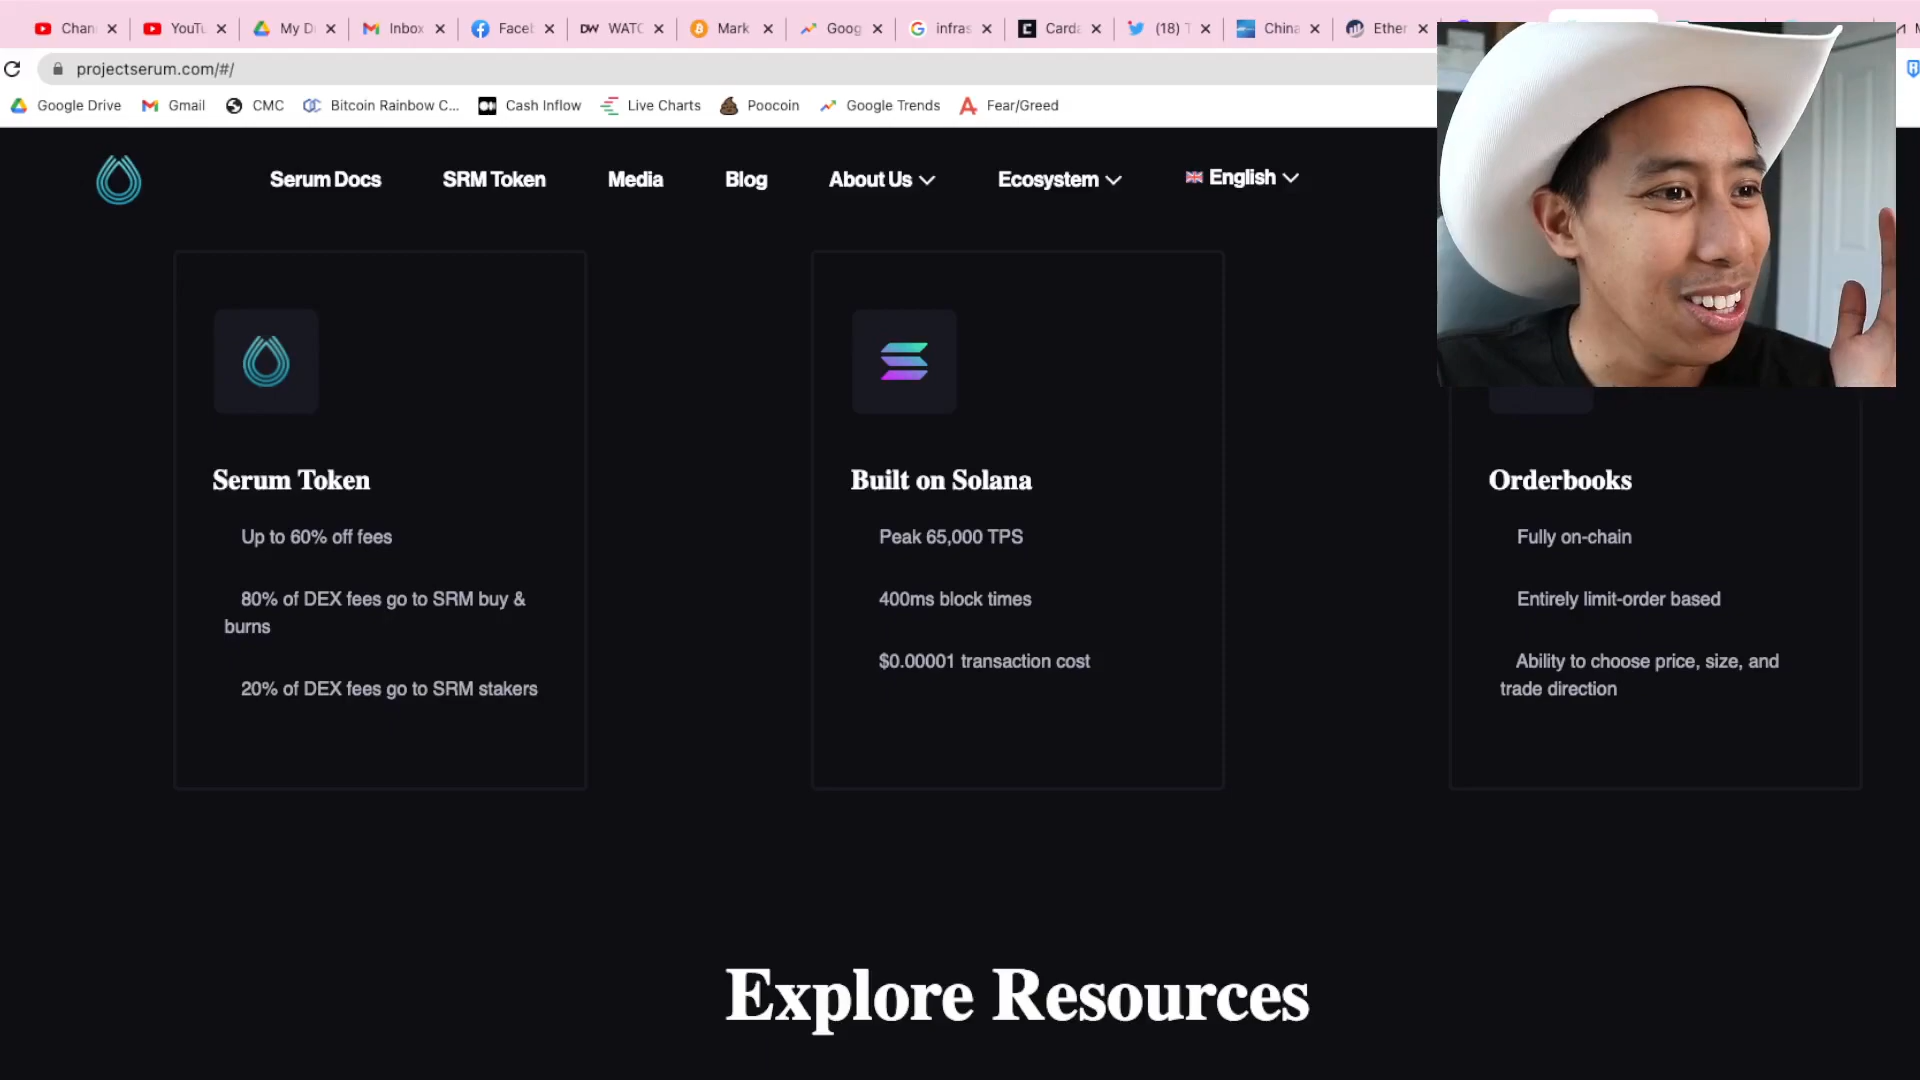 Chan
YouTu
My D
Inbox
Facel
DW
WATC
Mark
Goog
infras
Carda
(18) T
China
Ether
projectserum.com/#/
Google Drive
Gmail
CMC
Bitcoin Rainbow C...
Cash Inflow
Live Charts
Poocoin
Google Trends
Fear/Greed
Serum Docs
SRM Token
Media
Blog
About Us
Ecosystem
English
Serum Token
Up to 60% off fees
80% of DEX fees go to SRM buy &
burns
20% of DEX fees go to SRM stakers
Built on Solana
Peak 65,000 TPS
400ms block times
$0.00001 transaction cost
Orderbooks
Fully on-chain
Entirely limit-order based
Ability to choose price, size, and
trade direction
Explore Resources